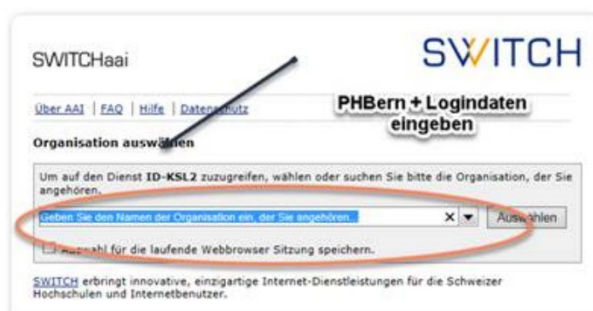 SWITCHaai
SWITCH
Über AAI | FAQ | Hilfe | Datenschutz
PHBern + Logindaten
eingeben
Organisation auswählen
Um auf den Dienst ID-KSL2 zuzugreifen, wählen oder suchen Sie bitte die Organisation, der Sie
angehören.
Geben Sie den Namen der Organisation ein, der Sie angehören...
Auswählen
Auswahl für die laufende Webbrowser Sitzung speichern.
SWITCH erbringt innovative, einzigartige Internet-Dienstleistungen für die Schweizer
Hochschulen und Internetbenutzer.